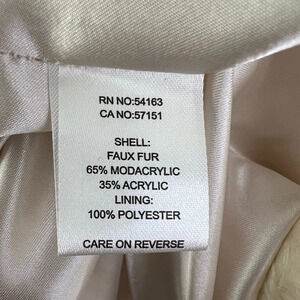 RN NO:54163
CA NO:57151
SHELL:
FAUX FUR
65% MODACRYLIC
35% ACRYLIC
LINING:
100% POLYESTER
CARE ON REVERSE